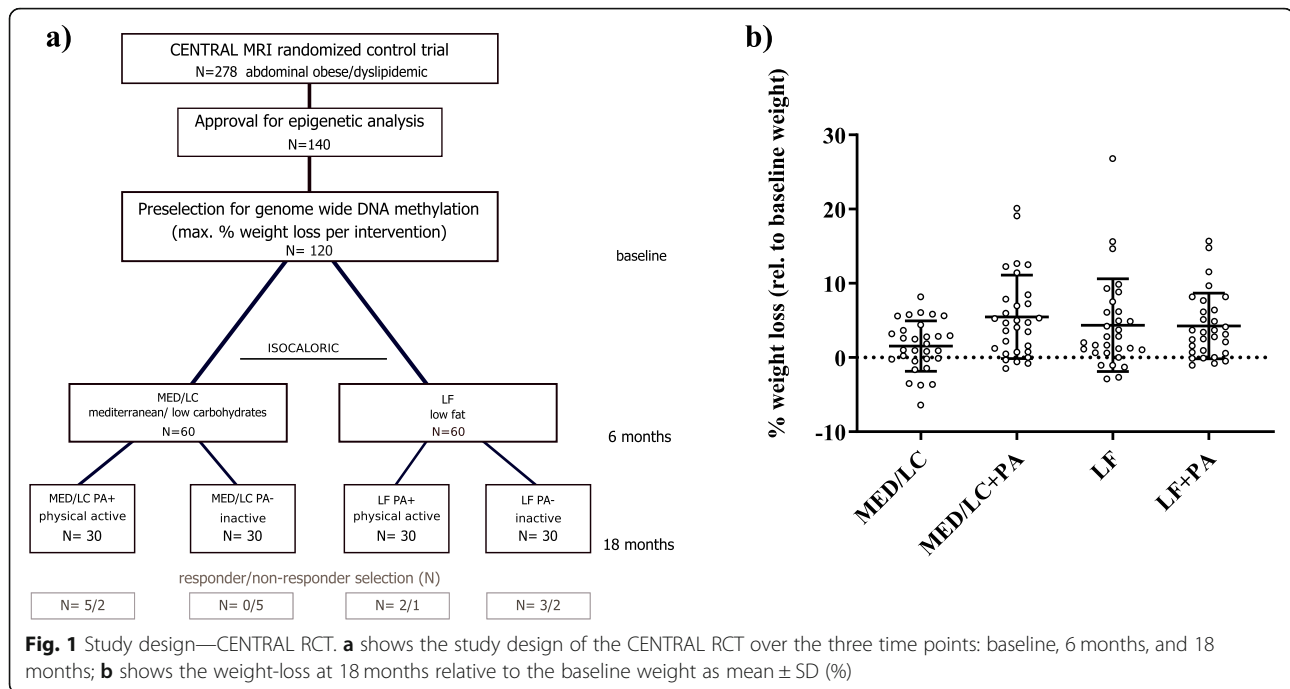 a)
CENTRAL MRI randomized control trial
N=278 abdominal obese/dyslipidemic
Approval for epigenetic analysis
N=140
Preselection for genome wide DNA methylation
(max. % weight loss per intervention)
N= 120
baseline
ISOCALORIC
MED/LC
mediterranean/ low carbohydrates
N=60
LF
low fat
N=60
6 months
MED/LC PA+
physical active
N= 30
MED/LC PA-
inactive
N= 30
LF PA+
physical active
N= 30
LF PA-
inactive
N= 30
18 months
responder/non-responder selection (N)
N= 5/2
N= 0/5
N= 2/1
N= 3/2
b)
% weight loss (rel. to baseline weight)
30
20
10
0
-10
MED/LC
MED/LC+PA
LF
LF+PA
Fig. 1 Study design—CENTRAL RCT. a shows the study design of the CENTRAL RCT over the three time points: baseline, 6 months, and 18
months; b shows the weight-loss at 18 months relative to the baseline weight as mean ± SD (%)